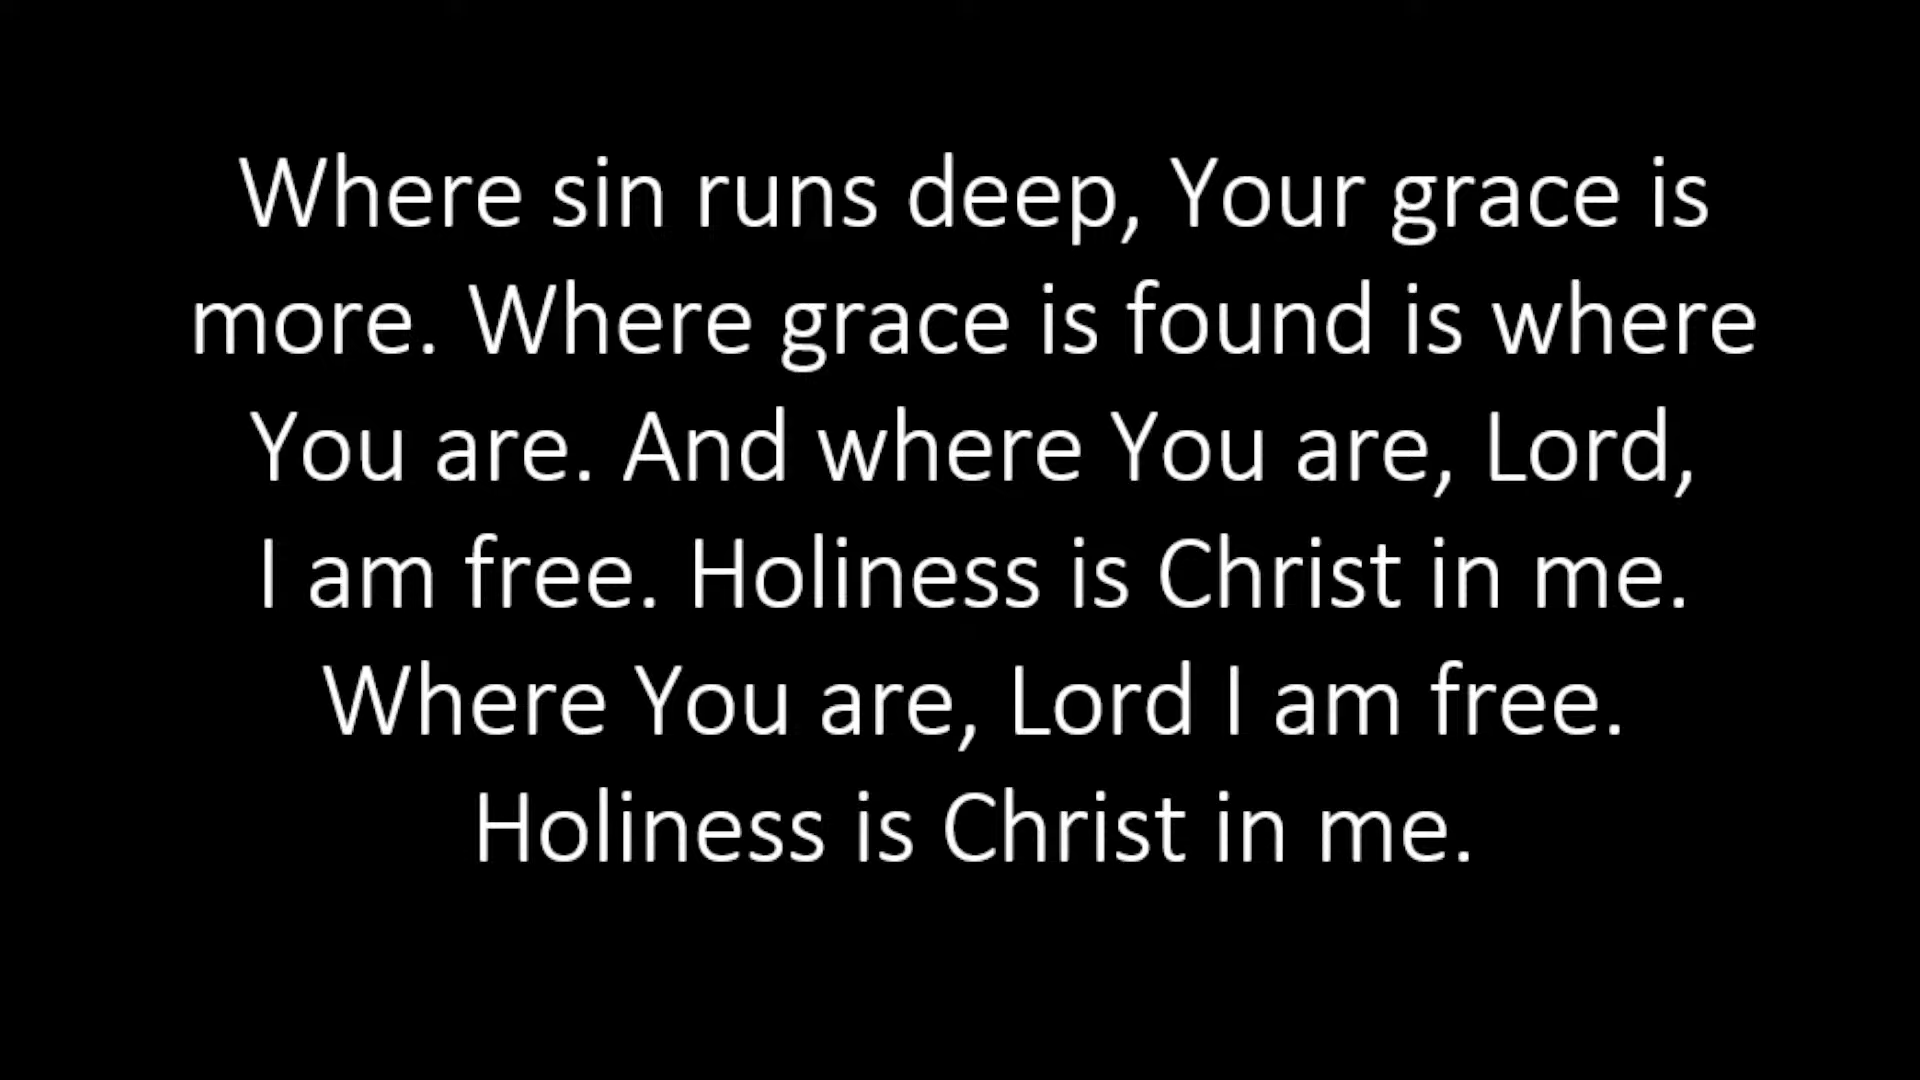 Where sin runs deep, Your grace is
more. Where grace is found is where
You are. And where You are, Lord,
I am free. Holiness is Christ in me.
Where You are, Lord I am free.
Holiness is Christ in me.